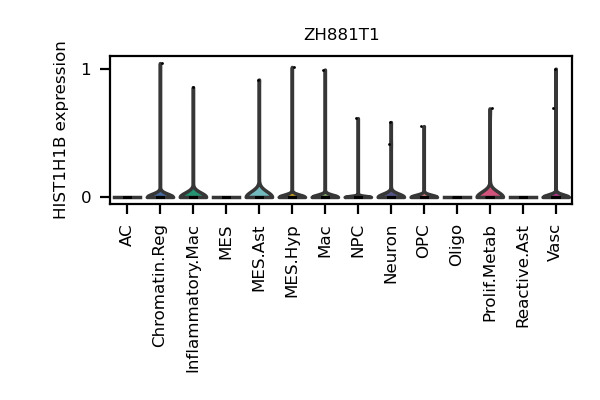 ZH881T1
HIST1H1B expression
1
0
AC
Chromatin.Reg
Inflammatory.Mac
MES
MES.Ast
MES.Hyp
Mac
NPC
Neuron
OPC
Oligo
Prolif.Metab
Reactive.Ast
Vasc